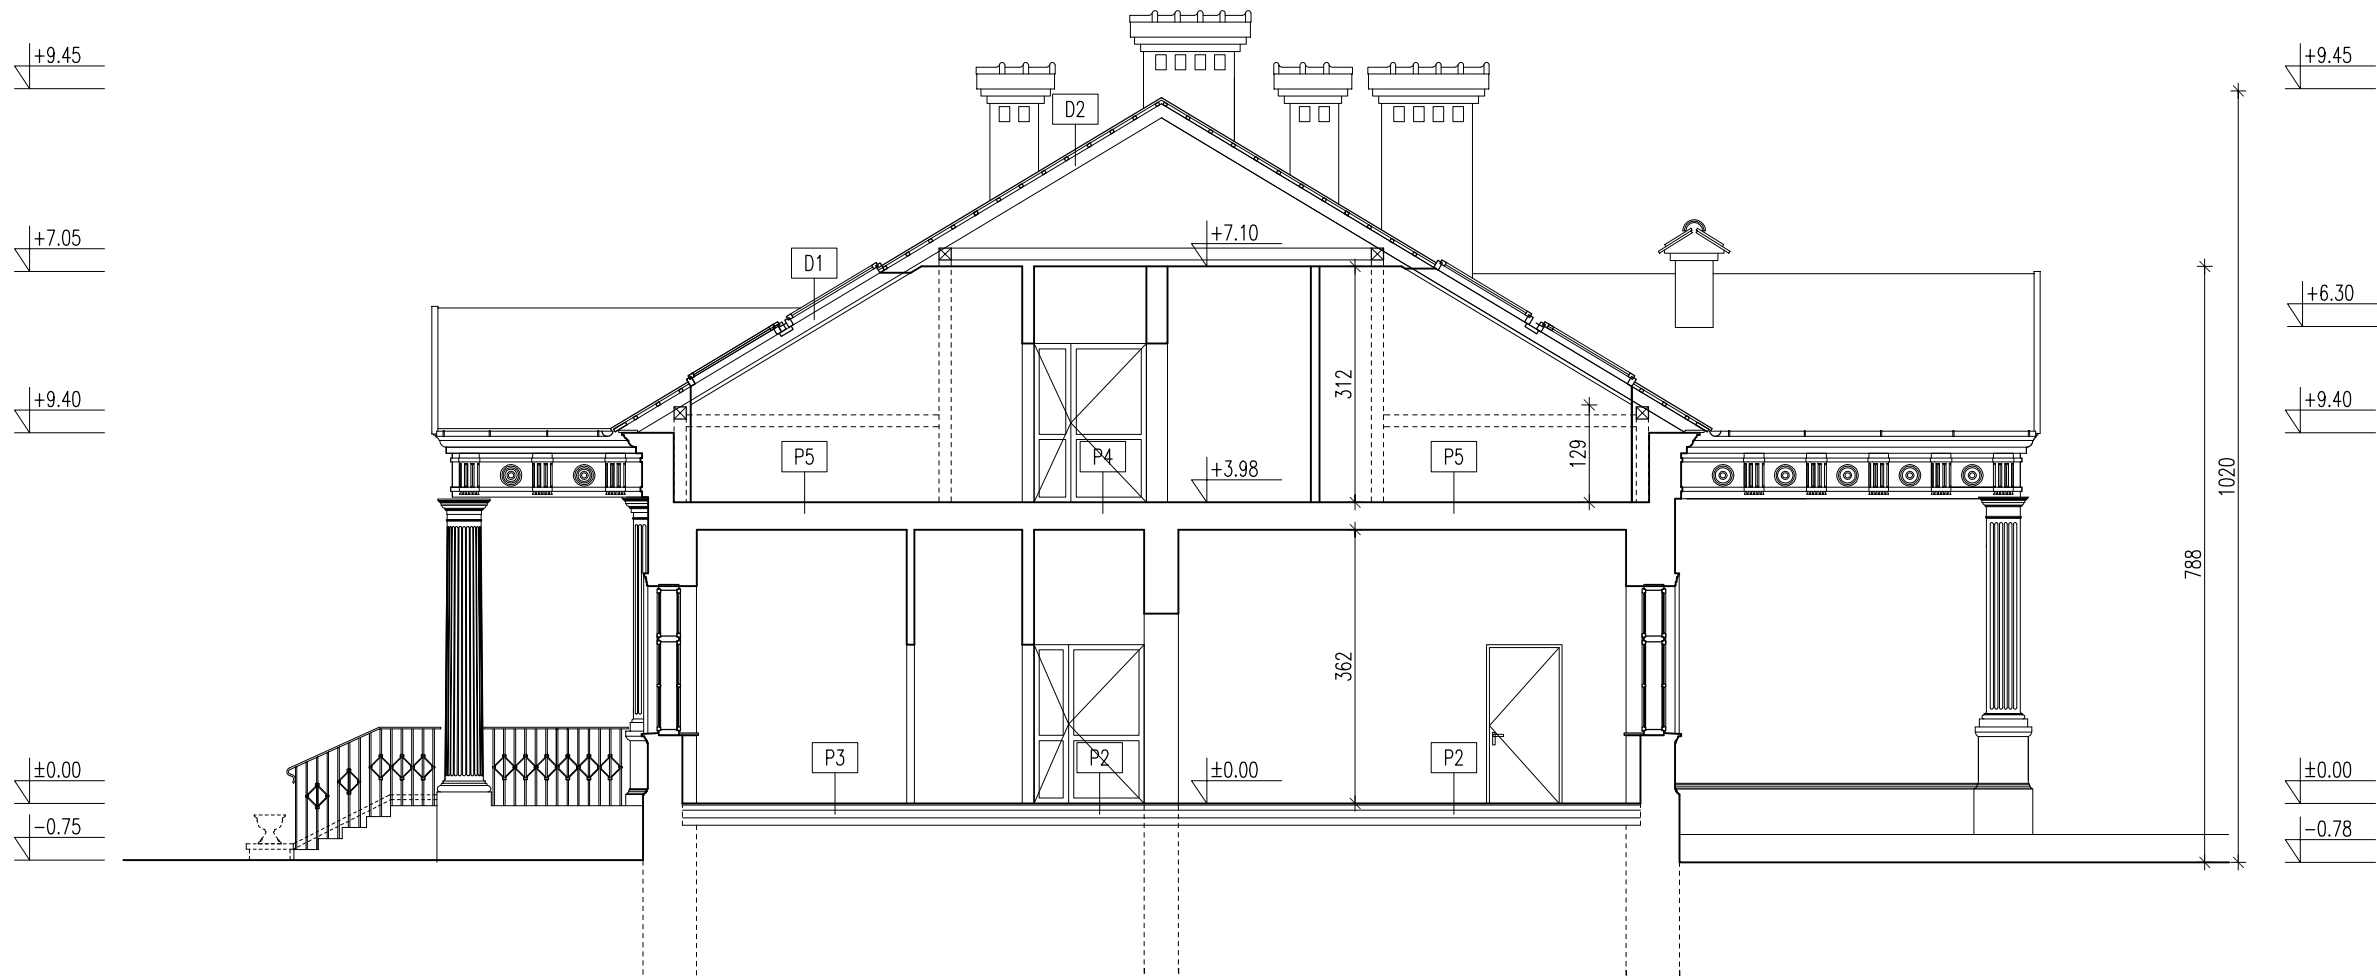 +9.45
+9.45
D2
+7.05
+7.10
D1
+6.30
+9.40
312
+9.40
P5
P4
P5
129
+3.98
1020
788
362
P3
P2
P2
±0.00
±0.00
±0.00
-0.75
-0.78